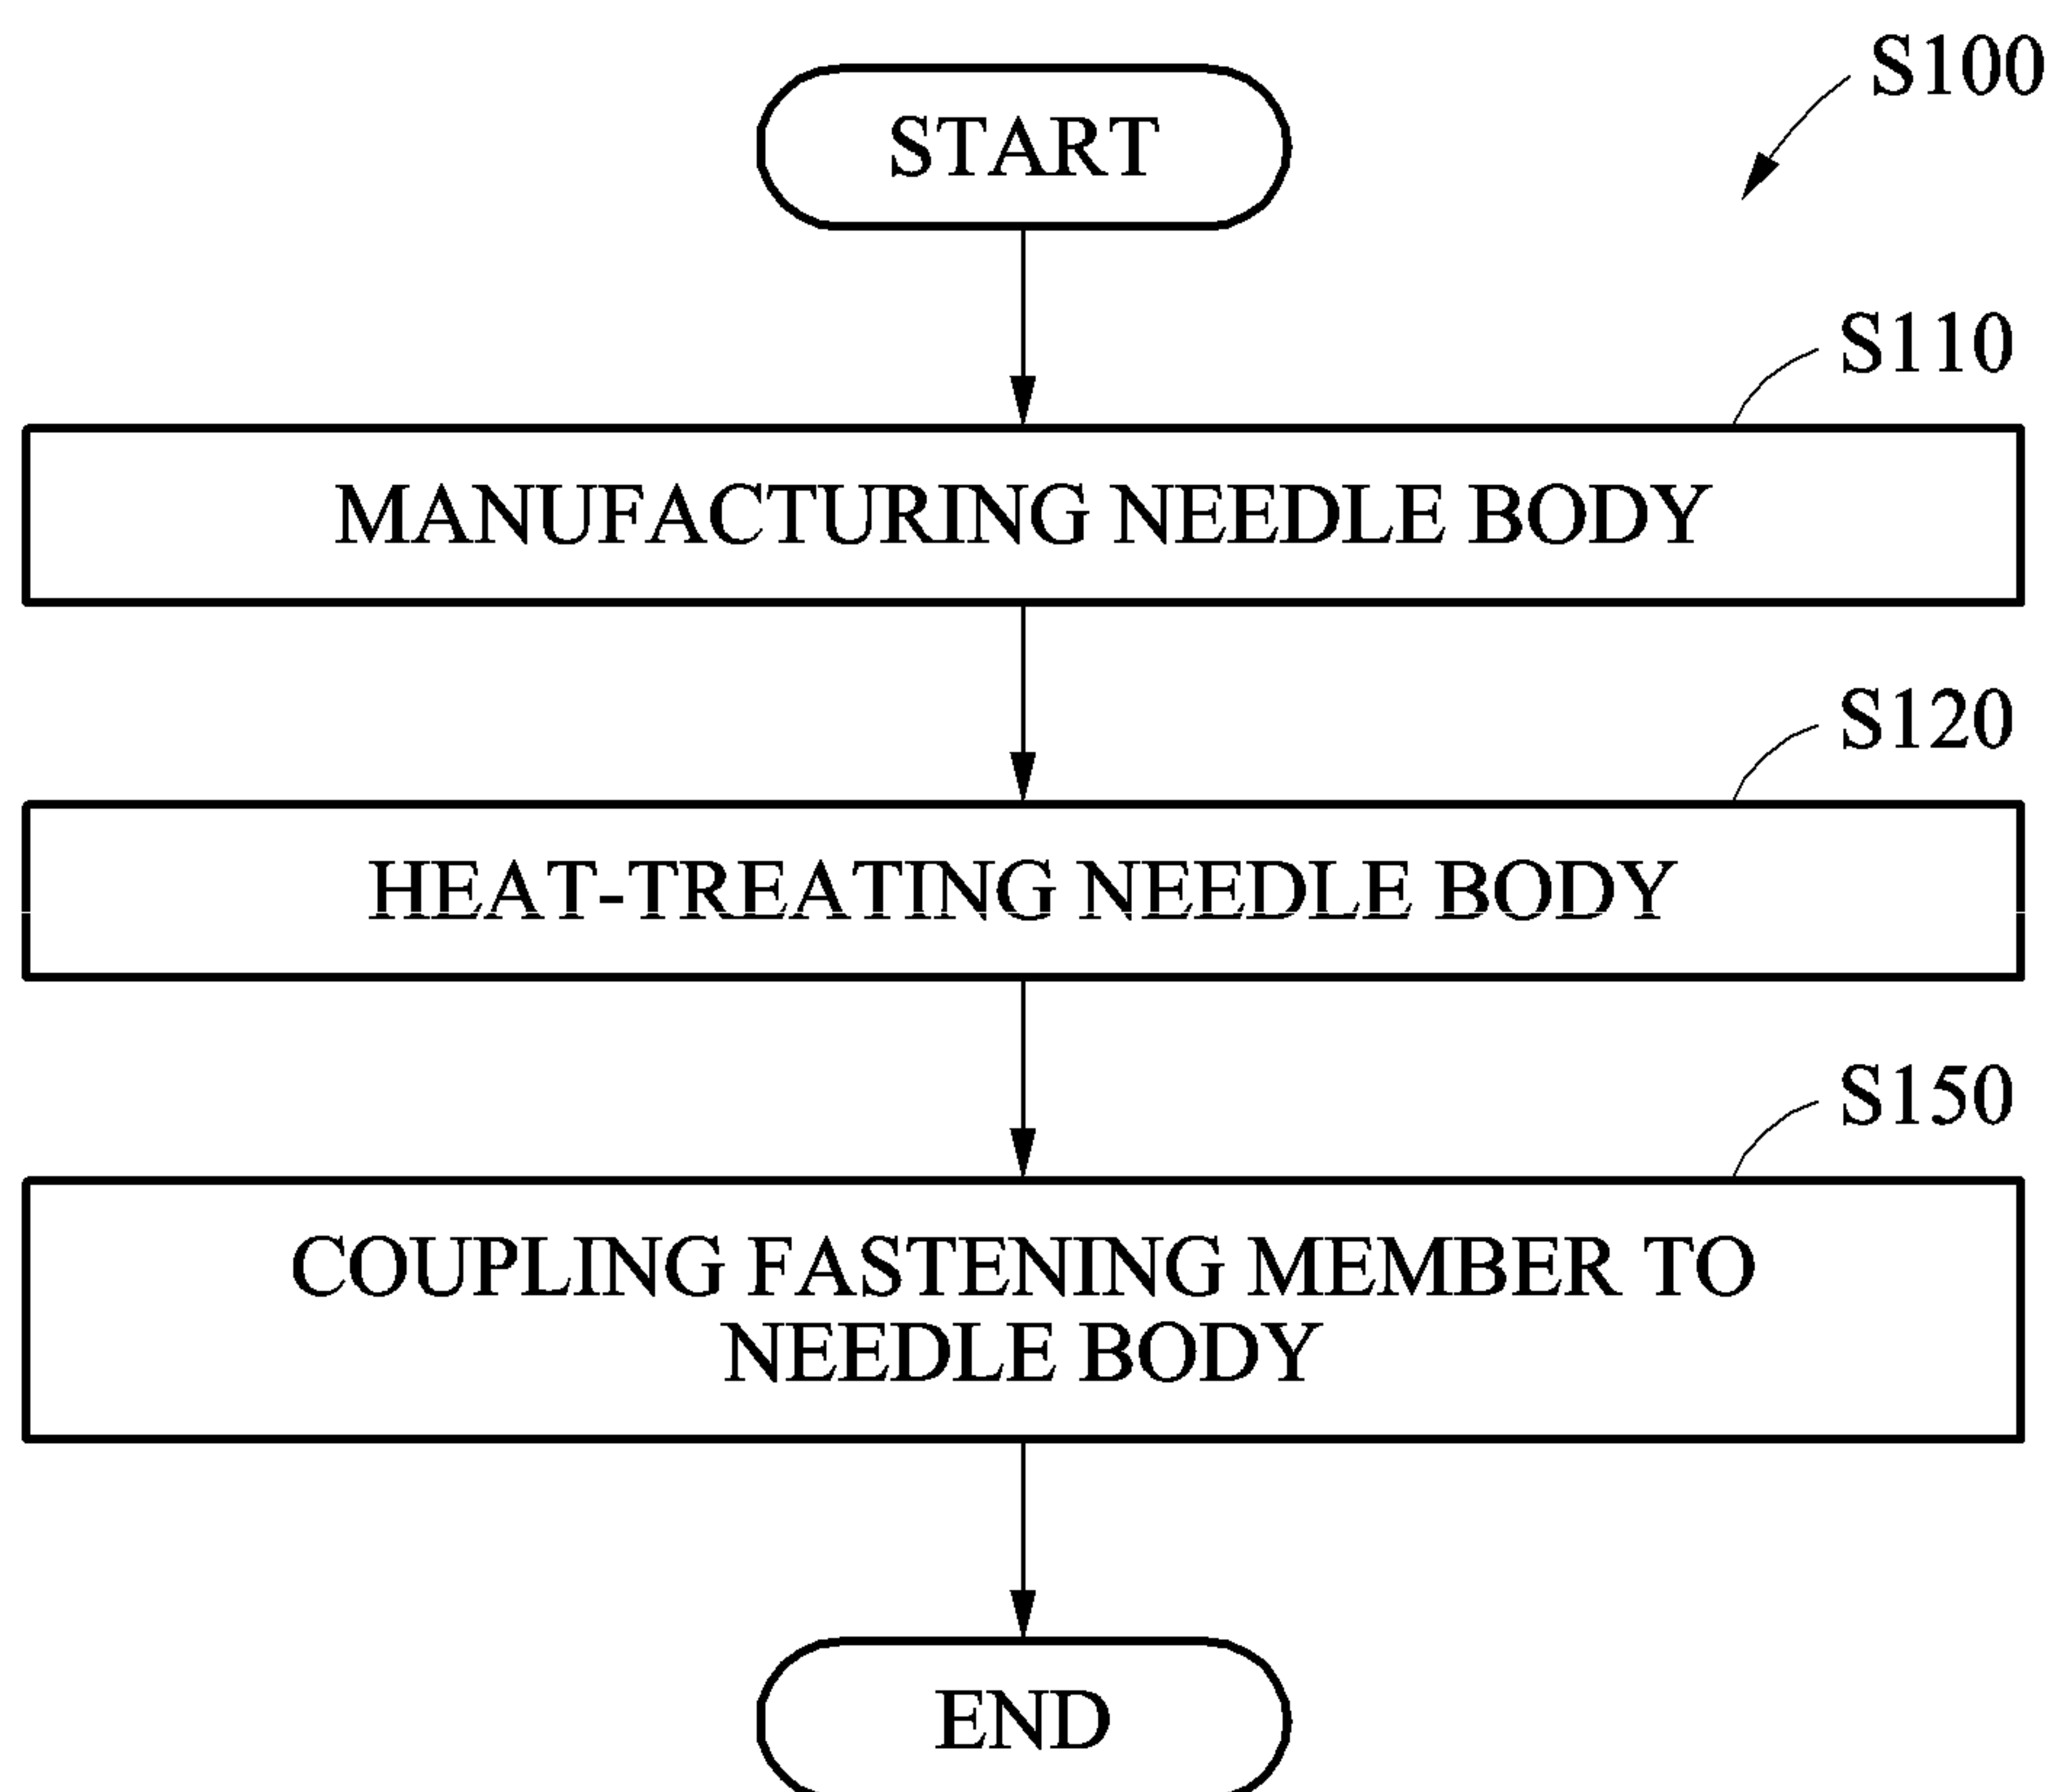 S100
START
S110
MANUFACTURING NEEDLE BODY
S120
HEAT-TREATING NEEDLE BODY
S150
COUPLING FASTENING MEMBER TO
NEEDLE BODY
END